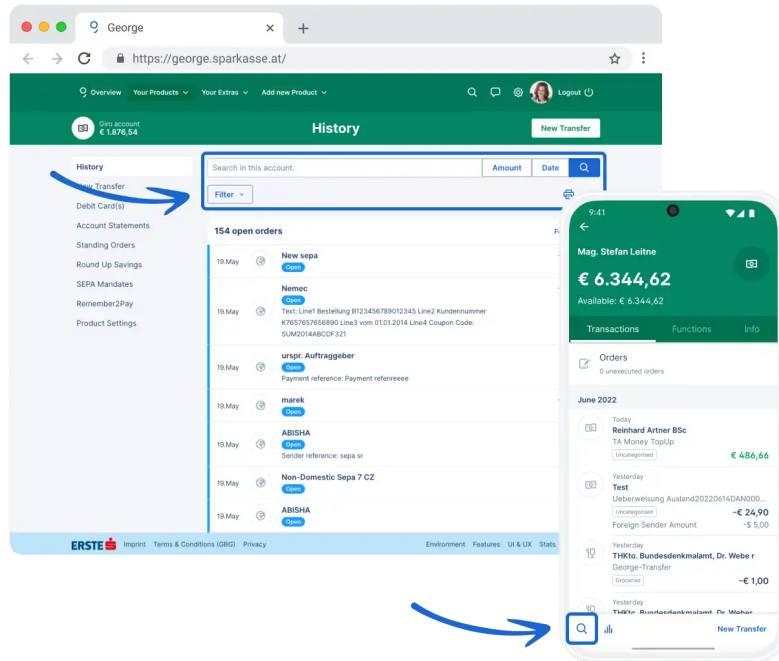 George
https://george.sparkasse.at/
Overview Your Products Your Extras Add new Product Logout
Giro account
€ 1.876,54
History
New Transfer
History
New Transfer
Debit Card(s)
Account Statements
Standing Orders
Round Up Savings
SEPA Mandates
Remember2Pay
Product Settings
Search in this account. Amount Date
Filter
154 open orders
19.May New sepa
Open
Nemec
Open
19.May Text: Line1 Bestellung B123456789012345 Line2 Kundennummer
K7657657656890 Line3 vom 01.01.2014 Line4 Coupon Code:
SUM2014ABCDF321
urspr. Auftraggeber
19.May Open
Payment reference: Payment refenreeee
19.May marek
Open
ABISHA
19.May Open
Sender reference: sepa sr
19.May Non-Domestic Sepa 7 CZ
Open
19.May ABISHA
Open
ERSTE Imprint Terms & Conditions (GBG) Privacy Environment Features UI & UX Stats
9:41
Mag. Stefan Leitne
€ 6.344,62
Available: € 6.344,62
Transactions Functions Info
Orders
0 unexecuted orders
June 2022
Today
Reinhard Artner BSc
TA Money TopUp
Uncategorised € 486,66
Yesterday
Test
Ueberweisung Ausland20220614DAN000...
Uncategorized -€ 24,90
Foreign Sender Amount -$ 5,00
Yesterday
THKto. Bundesdenkmalamt, Dr. Webe r
George-Transfer
Groceries -€ 1,00
Yesterday
THKto. Bundesdenkmalamt, Dr. Weber
New Transfer